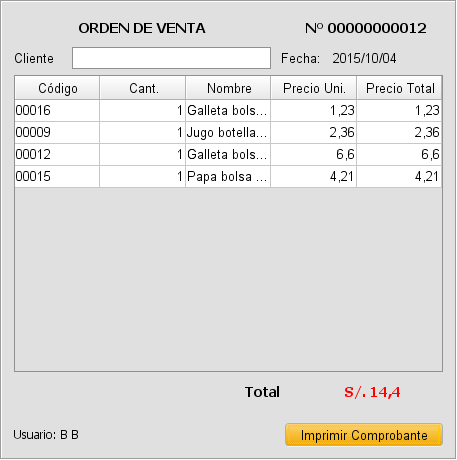 ORDEN DE VENTA Nº 00000000012
Cliente Fecha: 2015/10/04
Código Cant. Nombre Precio Uni. Precio Total
00016 1 Galleta bols... 1,23 1,23
00009 1 Jugo botella... 2,36 2,36
00012 1 Galleta bols... 6,6 6,6
00015 1 Papa bolsa ... 4,21 4,21
Total S/. 14,4
Usuario: B B Imprimir Comprobante